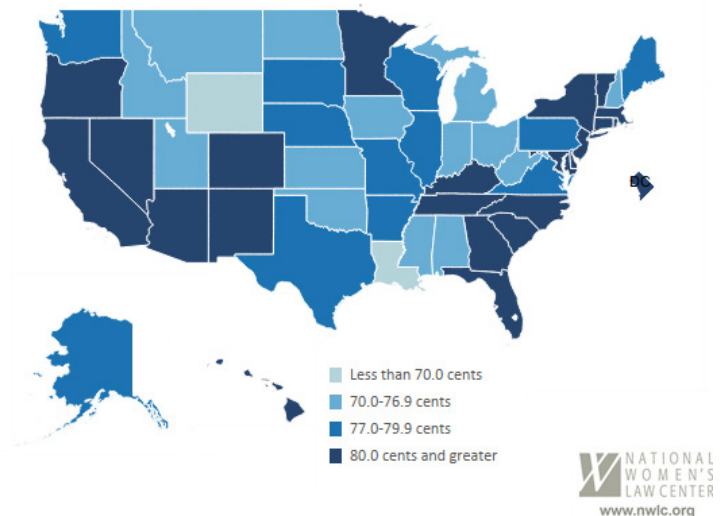 DC
Less than 70.0 cents
70.0-76.9 cents
77.0-79.9 cents
80.0 cents and greater
NATIONAL
WOMEN'S
LAW CENTER
www.nwlc.org